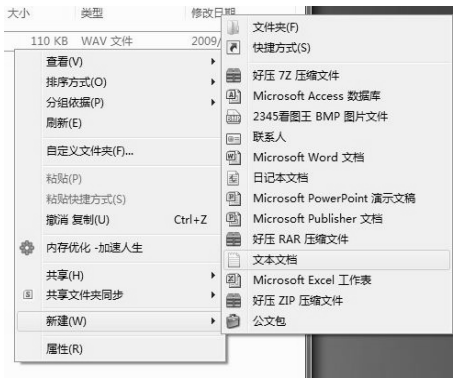 大小 类型 修改日期
110 KB WAV 文件 2009/
查看(V)
排序方式(O)
分组依据(P)
刷新(E)
自定义文件夹(F)...
粘贴(P)
粘贴快捷方式(S)
撤消 复制(U) Ctrl+Z
内存优化 -加速人生
共享(H)
共享文件夹同步
新建(W)
属性(R)
文件夹(F)
快捷方式(S)
好压 7Z 压缩文件
Microsoft Access 数据库
2345看图王 BMP 图片文件
联系人
Microsoft Word 文档
日记本文档
Microsoft PowerPoint 演示文稿
Microsoft Publisher 文档
好压 RAR 压缩文件
文本文档
Microsoft Excel 工作表
好压 ZIP 压缩文件
公文包